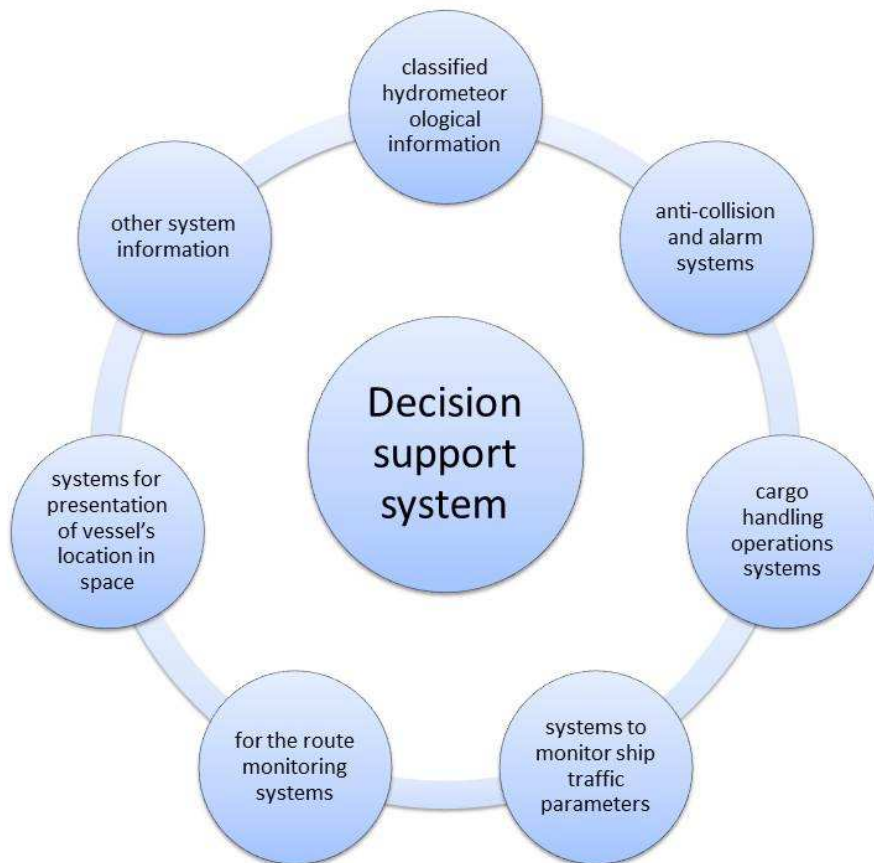 classified
hydrometeor
ological
information
anti-collision
and alarm
systems
cargo
handling
operations
systems
systems to
monitor ship
traffic
parameters
for the route
monitoring
systems
systems for
presentation
of vessel's
location in
space
other system
information
Decision
support
system